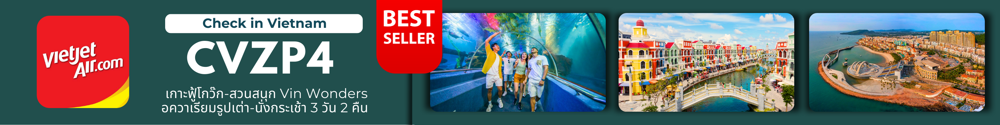 vietjet
Air.com
Check in Vietnam
CVZP4
เกาะฟู้โกว๊ก-สวนสนุก Vin Wonders
อควาเรียมรูปเต่า-นั่งกระเช้า 3 วัน 2 คืน
BEST
SELLER